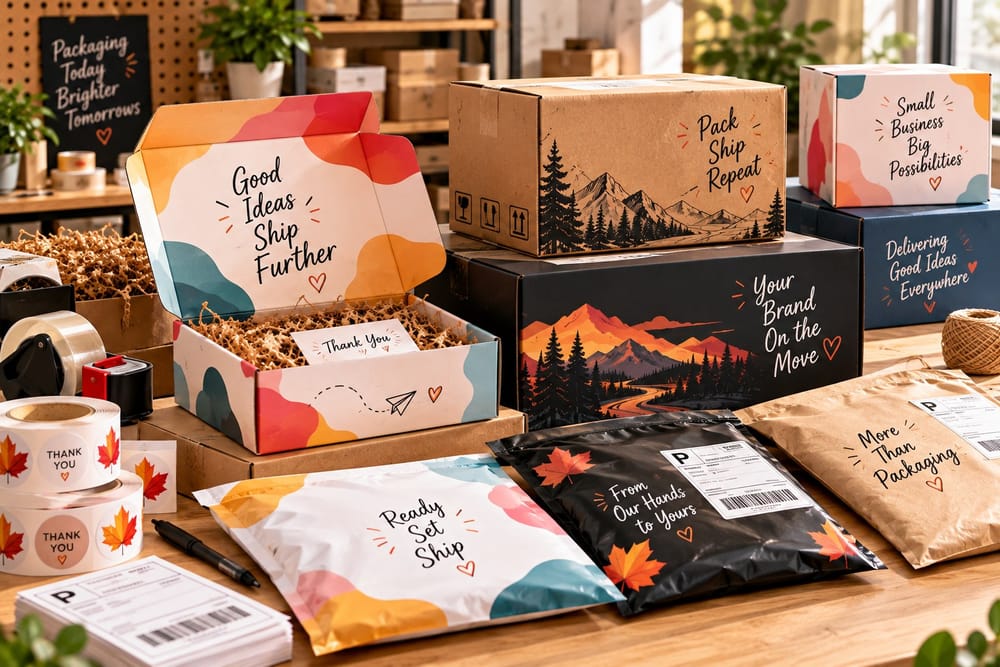 Packaging
Today
Brighter
Tomorrows
Good
Ideas
Ship
Further
Thank You
Pack
Ship
Repeat
Small
Business
Big
Possibilities
Delivering
Good Ideas
Everywhere
Your
Brand
On the
Move
THANK
YOU
THANK
YOU
P
Ready
Set
Ship
From
Our Hands
to Yours
P
More
Than
Packaging
P